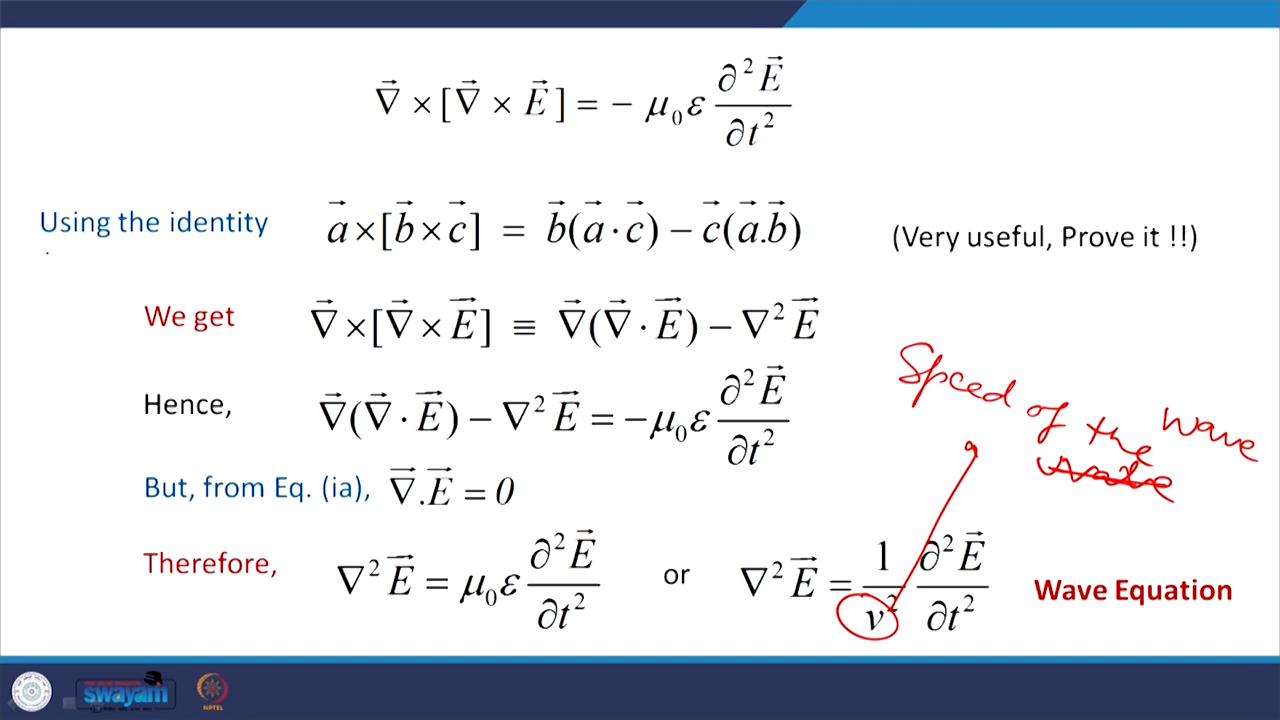 ∇⃗ × [∇⃗ × E⃗] = − μ₀ε ∂²E⃗/∂t²
Using the identity a⃗×[b⃗×c⃗] = b⃗(a⃗·c⃗) − c⃗(a⃗.b⃗) (Very useful, Prove it !!)
We get ∇⃗×[∇⃗×E⃗] ≡ ∇⃗(∇⃗·E⃗) − ∇²E⃗
Speed of the wave
Hence, ∇⃗(∇⃗·E⃗) − ∇²E⃗ = −μ₀ε ∂²E⃗/∂t²
But, from Eq. (ia), ∇⃗.E⃗ = 0
Therefore, ∇²E⃗ = μ₀ε ∂²E⃗/∂t² or ∇²E⃗ = 1/v² ∂²E⃗/∂t² Wave Equation
swayam NPTEL